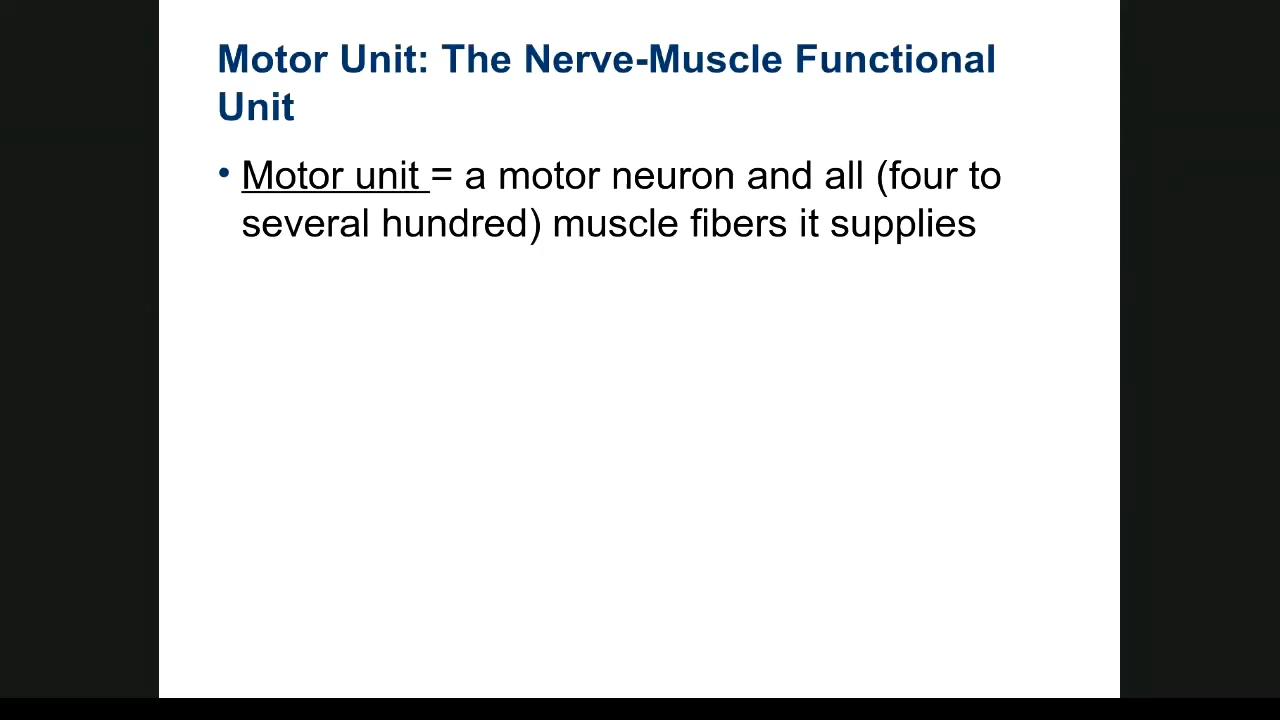 Motor Unit: The Nerve-Muscle Functional
Unit
• Motor unit = a motor neuron and all (four to
several hundred) muscle fibers it supplies